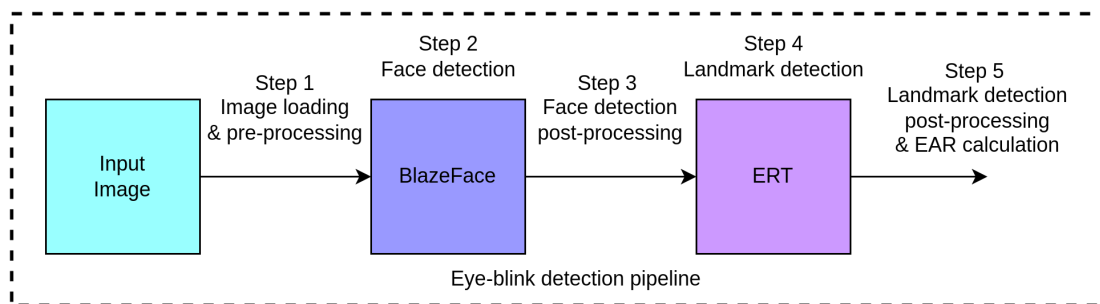 Step 1
Image loading
& pre-processing
Step 2
Face detection
Step 3
Face detection
post-processing
Step 4
Landmark detection
Step 5
Landmark detection
post-processing
& EAR calculation
Input
Image
BlazeFace
ERT
Eye-blink detection pipeline